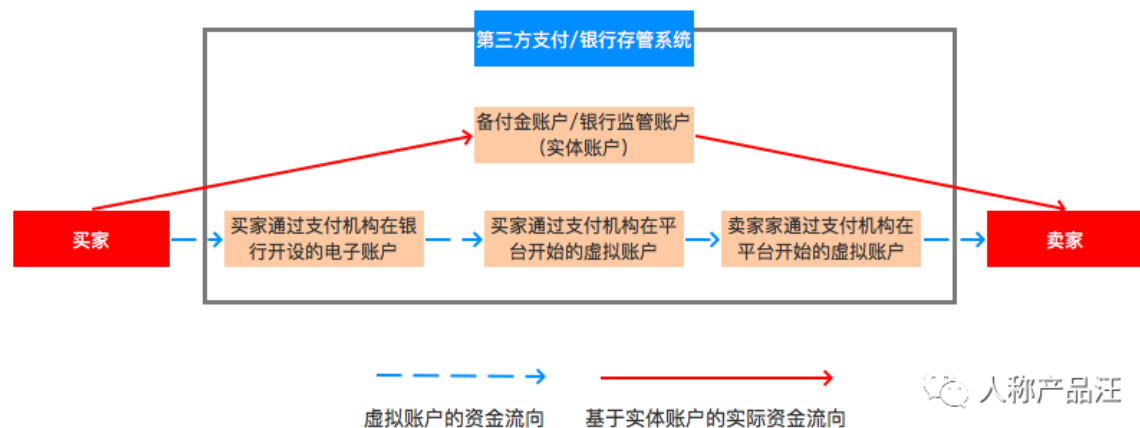 第三方支付/银行存管系统
备付金账户/银行监管账户
（实体账户）
买家
买家通过支付机构在银
行开设的电子账户
买家通过支付机构在平
台开始的虚拟账户
卖家家通过支付机构在
平台开始的虚拟账户
卖家
虚拟账户的资金流向
基于实体账户的实际资金流向
人称产品汪